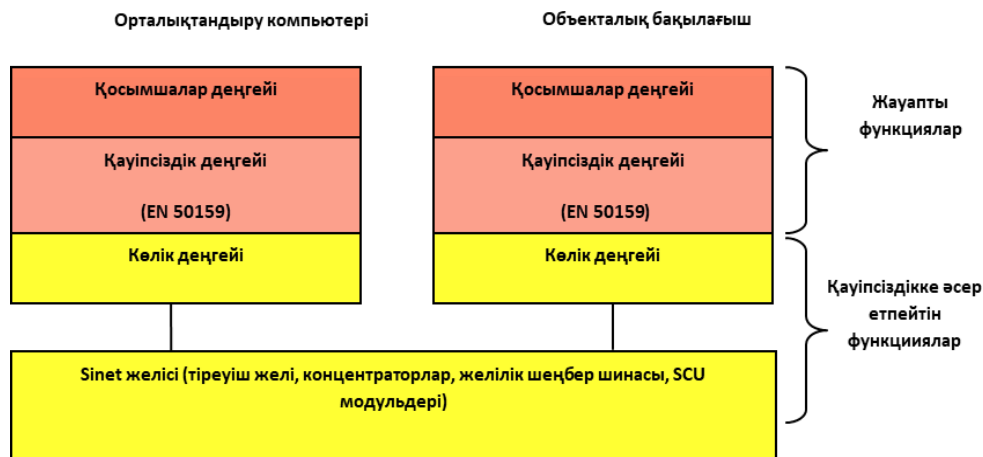 Орталықтандыру компьютері
Объекталық бақылағыш
Қосымшалар деңгейі
Қауіпсіздік деңгейі
(EN 50159)
Көлік деңгейі
Қосымшалар деңгейі
Қауіпсіздік деңгейі
(EN 50159)
Көлік деңгейі
Жауапты
функциялар
Қауіпсіздікке әсер
етпейтін
функцииялар
Sinet желісі (тіреуіш желі, концентраторлар, желілік шеңбер шинасы, SCU
модульдері)